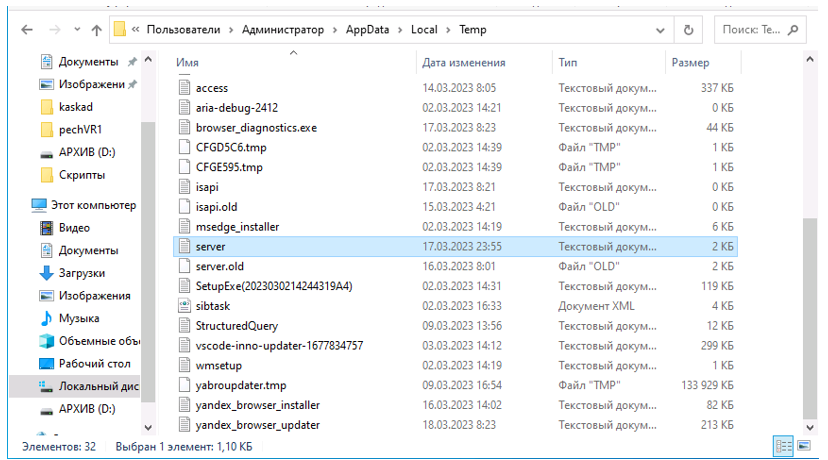 « Пользователи › Администратор › AppData › Local › Temp
Поиск: Te...
Документы
Изображени
kaskad
pechVR1
АРХИВ (D:)
Скрипты
Этот компьютер
Видео
Документы
Загрузки
Изображения
Музыка
Объемные объ
Рабочий стол
Локальный дис
АРХИВ (D:)
Имя Дата изменения Тип Размер
access 14.03.2023 8:05 Текстовый докум... 337 КБ
aria-debug-2412 02.03.2023 14:21 Текстовый докум... 0 КБ
browser_diagnostics.exe 17.03.2023 8:23 Текстовый докум... 44 КБ
CFGD5C6.tmp 02.03.2023 14:39 Файл "TMP" 1 КБ
CFGE595.tmp 02.03.2023 14:39 Файл "TMP" 1 КБ
isapi 17.03.2023 8:21 Текстовый докум... 0 КБ
isapi.old 15.03.2023 4:21 Файл "OLD" 0 КБ
msedge_installer 02.03.2023 14:19 Текстовый докум... 6 КБ
server 17.03.2023 23:55 Текстовый докум... 2 КБ
server.old 16.03.2023 8:01 Файл "OLD" 2 КБ
SetupExe(2023030214244319A4) 02.03.2023 14:31 Текстовый докум... 119 КБ
sibtask 02.03.2023 16:33 Документ XML 4 КБ
StructuredQuery 09.03.2023 13:56 Текстовый докум... 12 КБ
vscode-inno-updater-1677834757 03.03.2023 14:12 Текстовый докум... 299 КБ
wmsetup 02.03.2023 14:19 Текстовый докум... 1 КБ
yabroupdater.tmp 09.03.2023 16:54 Файл "TMP" 133 929 КБ
yandex_browser_installer 16.03.2023 14:02 Текстовый докум... 82 КБ
yandex_browser_updater 18.03.2023 8:23 Текстовый докум... 213 КБ
Элементов: 32 Выбран 1 элемент: 1,10 КБ